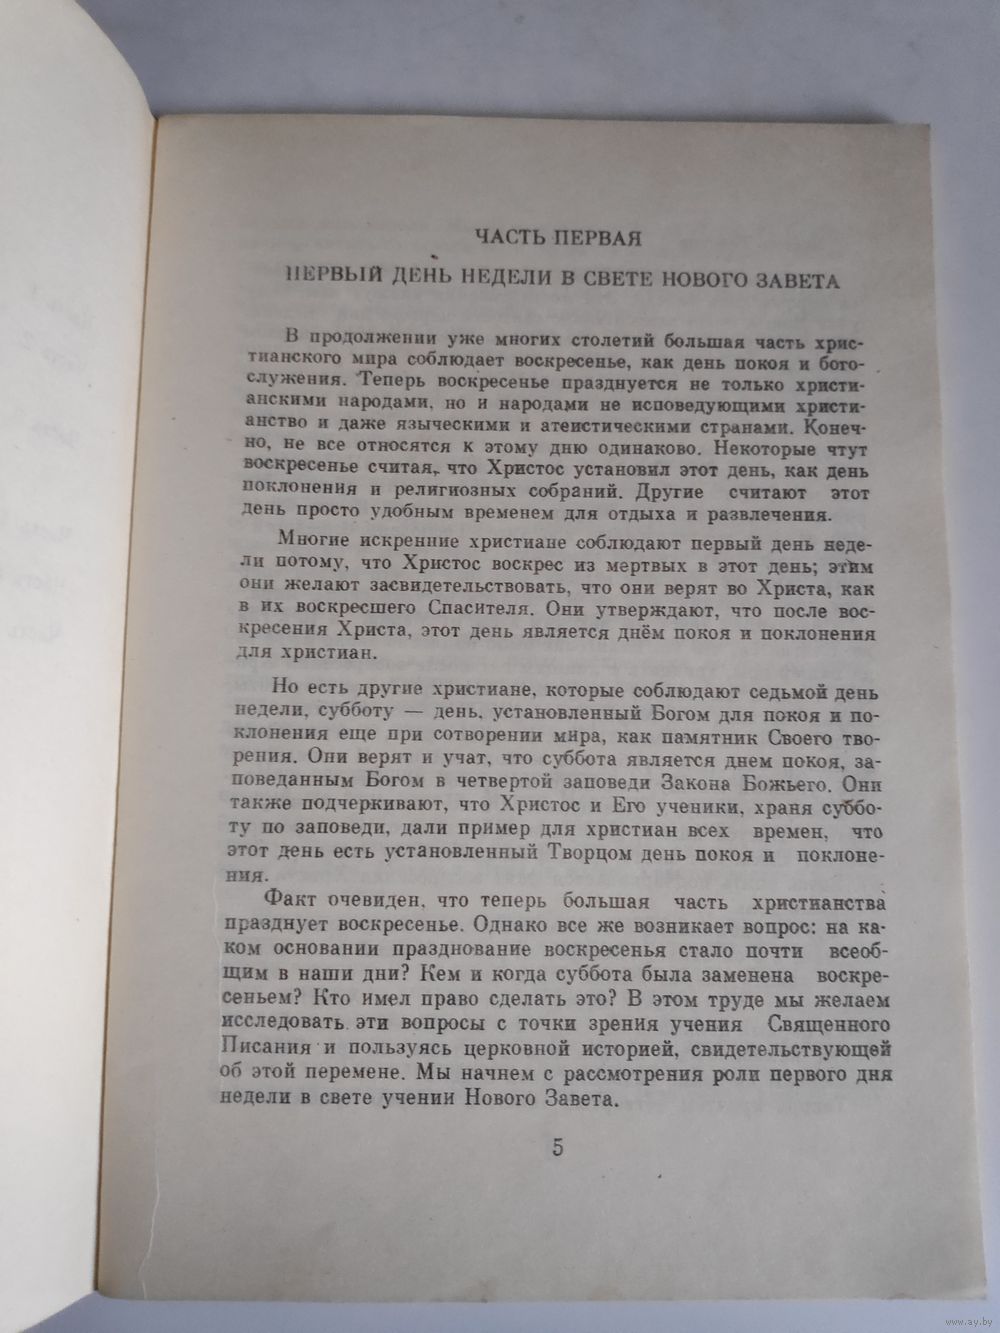 ЧАСТЬ ПЕРВАЯ
ПЕРВЫЙ ДЕНЬ НЕДЕЛИ В СВЕТЕ НОВОГО ЗАВЕТА
В продолжении уже многих столетий большая часть хрис-
тианского мира соблюдает воскресенье, как день покоя и бого-
служения. Теперь воскресенье празднуется не только христи-
анскими народами, но и народами не исповедующими христи-
анство и даже языческими и атеистическими странами. Конеч-
но, не все относятся к этому дню одинаково. Некоторые чтут
воскресенье считая, что Христос установил этот день, как день
поклонения и религиозных собраний. Другие считают этот
день просто удобным временем для отдыха и развлечения.
Многие искренние христиане соблюдают первый день неде-
ли потому, что Христос воскрес из мертвых в этот день; этим
они желают засвидетельствовать, что они верят во Христа, как
в их воскресшего Спасителя. Они утверждают, что после вос-
кресения Христа, этот день является днём покоя и поклонения
для христиан.
Но есть другие христиане, которые соблюдают седьмой день
недели, субботу — день, установленный Богом для покоя и по-
клонения еще при сотворении мира, как памятник Своего тво-
рения. Они верят и учат, что суббота является днем покоя, за-
поведанным Богом в четвертой заповеди Закона Божьего. Они
также подчеркивают, что Христос и Его ученики, храня суббо-
ту по заповеди, дали пример для христиан всех времен, что
этот день есть установленный Творцом день покоя и поклоне-
ния.
Факт очевиден, что теперь большая часть христианства
празднует воскресенье. Однако все же возникает вопрос: на ка-
ком основании празднование воскресенья стало почти всеоб-
щим в наши дни? Кем и когда суббота была заменена воскре-
сеньем? Кто имел право сделать это? В этом труде мы желаем
исследовать эти вопросы с точки зрения учения Священного
Писания и пользуясь церковной историей, свидетельствующей
об этой перемене. Мы начнем с рассмотрения роли первого дня
недели в свете учении Нового Завета.
5
www.ay.by